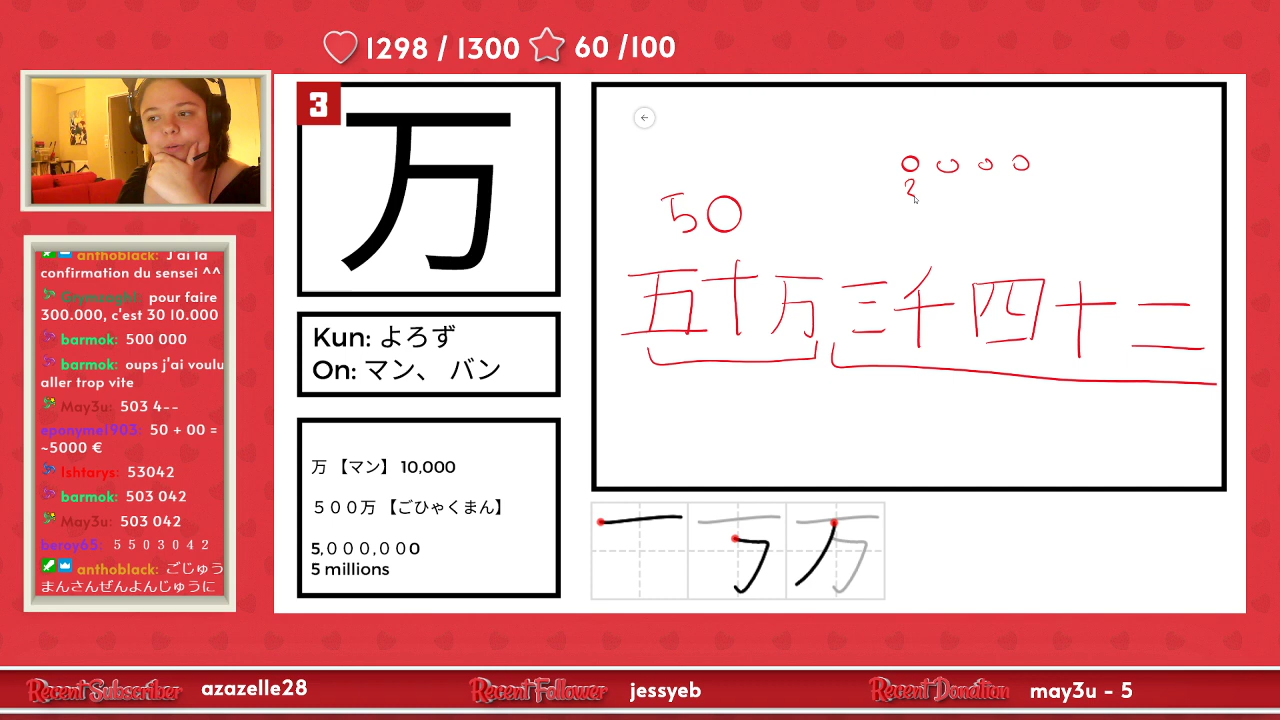 1298 / 1300
60 /100
3
万
Kun: よろず
On: マン、 バン
万 【マン】 10,000
５００万 【ごひゃくまん】
5,000,000
5 millions
50
五十万三千四十二
anthoblack: J'ai la
confirmation du sensei ^^
pour faire
300.000, c'est 30 10.000
barmok: 500 000
barmok: oups j'ai voulu
aller trop vite
May3u: 503 4--
eponyme1903: 50 + 00 =
~5000 €
Ishtarys: 53042
barmok: 503 042
May3u: 503 042
beroy65: ５５０３０４２
anthoblack: ごじゅう
まんさんぜんよんじゅうに
Recent Subscriber azazelle28
Recent Follower jessyeb
Recent Donation may3u - 5